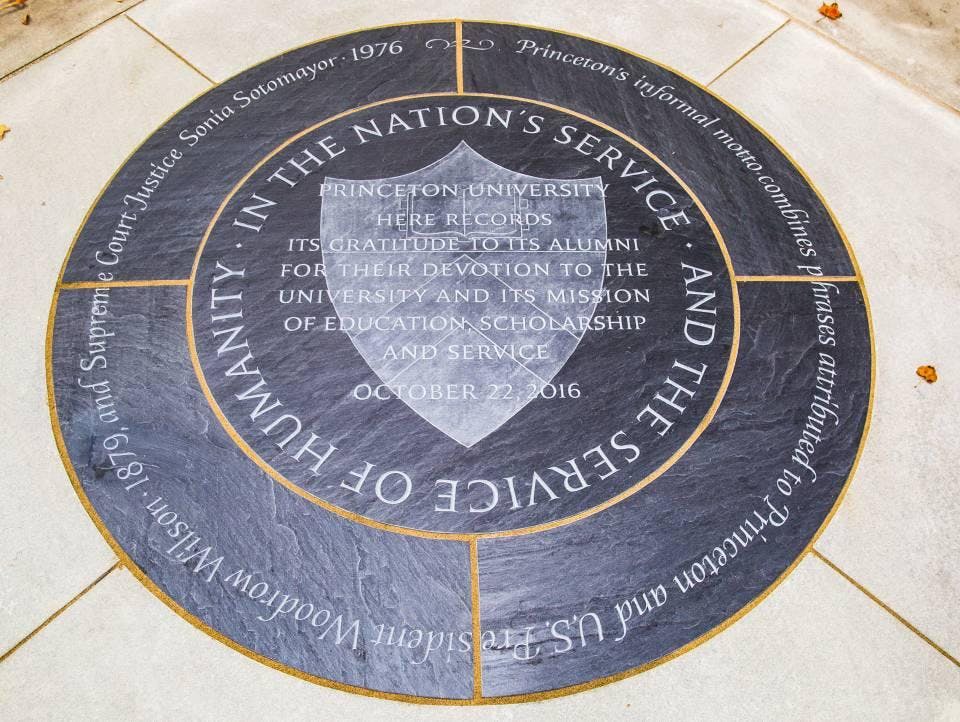 Princeton's informal motto combines phrases attributed to Princeton and U.S. President Woodrow Wilson · 1879, and Supreme Court Justice Sonia Sotomayor · 1976
IN THE NATION'S SERVICE · AND THE SERVICE OF HUMANITY ·
PRINCETON UNIVERSITY
HERE RECORDS
ITS GRATITUDE TO ITS ALUMNI
FOR THEIR DEVOTION TO THE
UNIVERSITY AND ITS MISSION
OF EDUCATION, SCHOLARSHIP
AND SERVICE
OCTOBER 22, 2016